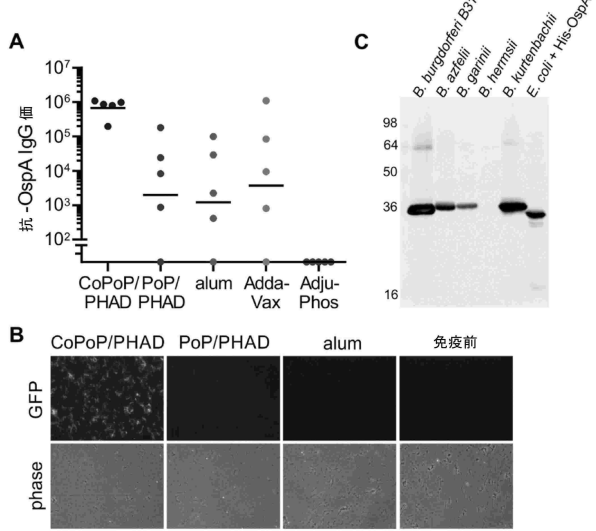 A
抗-OspA IgG 価
10⁷
10⁶
10⁵
10⁴
10³
10²
CoPoP/
PHAD
PoP/
PHAD
alum
Adda-
Vax
Adju-
Phos
C
B. burgdorferi B31
B. azfelii
B. garinii
B. hermsii
B. kurtenbachii
E. coli + His-OspA
98
64
50
36
16
B
CoPoP/PHAD
PoP/PHAD
alum
免疫前
GFP
phase